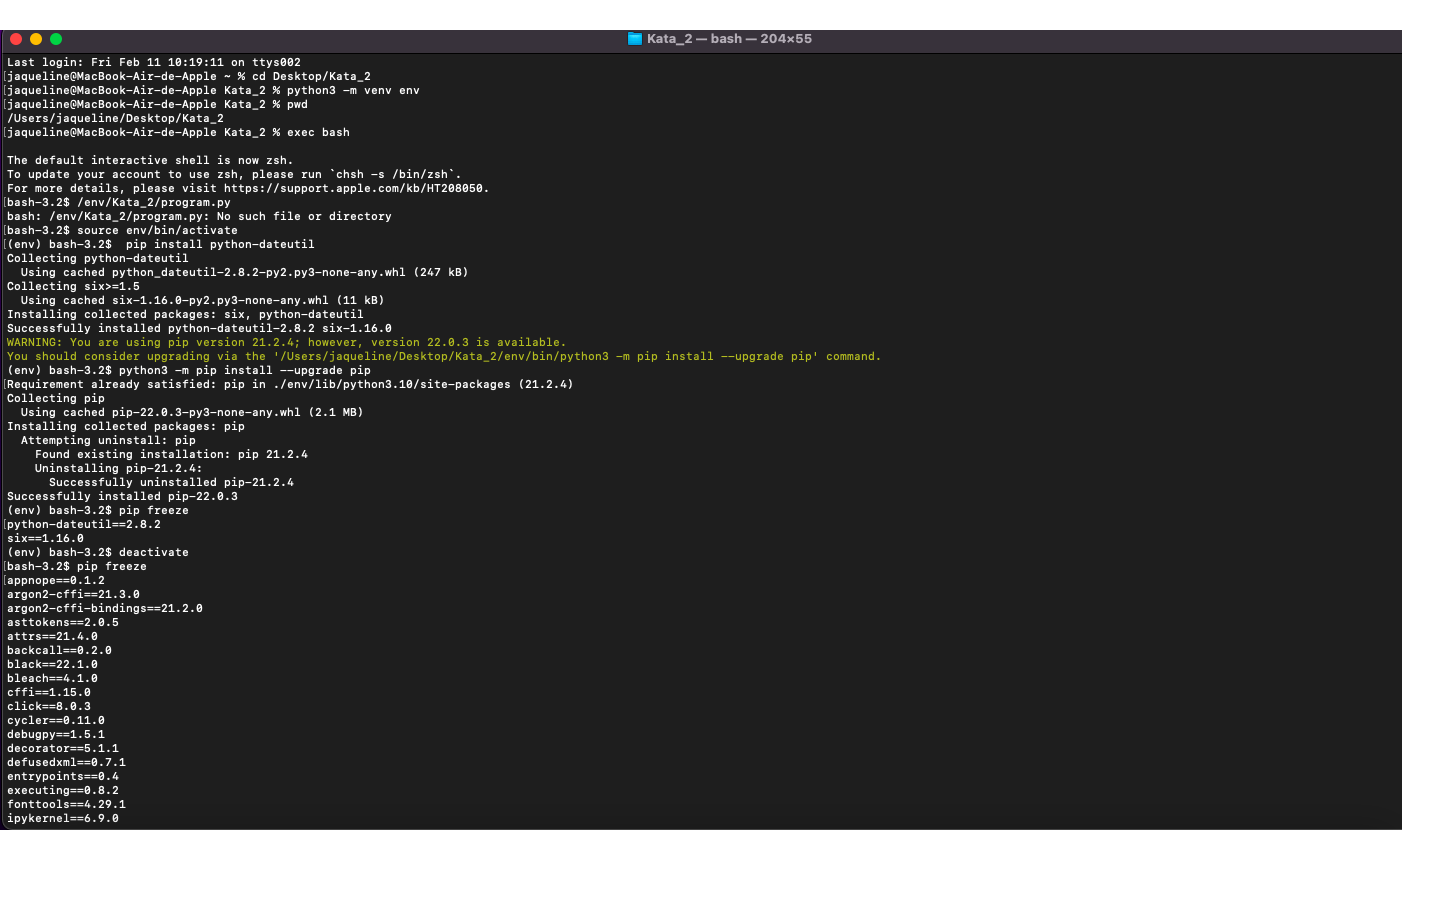 Kata_2 — bash — 204×55
Last login: Fri Feb 11 10:19:11 on ttys002
[jaqueline@MacBook-Air-de-Apple ~ % cd Desktop/Kata_2
[jaqueline@MacBook-Air-de-Apple Kata_2 % python3 -m venv env
[jaqueline@MacBook-Air-de-Apple Kata_2 % pwd
/Users/jaqueline/Desktop/Kata_2
[jaqueline@MacBook-Air-de-Apple Kata_2 % exec bash

The default interactive shell is now zsh.
To update your account to use zsh, please run `chsh -s /bin/zsh`.
For more details, please visit https://support.apple.com/kb/HT208050.
[bash-3.2$ /env/Kata_2/program.py
bash: /env/Kata_2/program.py: No such file or directory
[bash-3.2$ source env/bin/activate
[(env) bash-3.2$  pip install python-dateutil
Collecting python-dateutil
  Using cached python_dateutil-2.8.2-py2.py3-none-any.whl (247 kB)
Collecting six>=1.5
  Using cached six-1.16.0-py2.py3-none-any.whl (11 kB)
Installing collected packages: six, python-dateutil
Successfully installed python-dateutil-2.8.2 six-1.16.0
WARNING: You are using pip version 21.2.4; however, version 22.0.3 is available.
You should consider upgrading via the '/Users/jaqueline/Desktop/Kata_2/env/bin/python3 -m pip install --upgrade pip' command.
(env) bash-3.2$ python3 -m pip install --upgrade pip
[Requirement already satisfied: pip in ./env/lib/python3.10/site-packages (21.2.4)
Collecting pip
  Using cached pip-22.0.3-py3-none-any.whl (2.1 MB)
Installing collected packages: pip
  Attempting uninstall: pip
    Found existing installation: pip 21.2.4
    Uninstalling pip-21.2.4:
      Successfully uninstalled pip-21.2.4
Successfully installed pip-22.0.3
(env) bash-3.2$ pip freeze
[python-dateutil==2.8.2
six==1.16.0
(env) bash-3.2$ deactivate
[bash-3.2$ pip freeze
[appnope==0.1.2
argon2-cffi==21.3.0
argon2-cffi-bindings==21.2.0
asttokens==2.0.5
attrs==21.4.0
backcall==0.2.0
black==22.1.0
bleach==4.1.0
cffi==1.15.0
click==8.0.3
cycler==0.11.0
debugpy==1.5.1
decorator==5.1.1
defusedxml==0.7.1
entrypoints==0.4
executing==0.8.2
fonttools==4.29.1
ipykernel==6.9.0